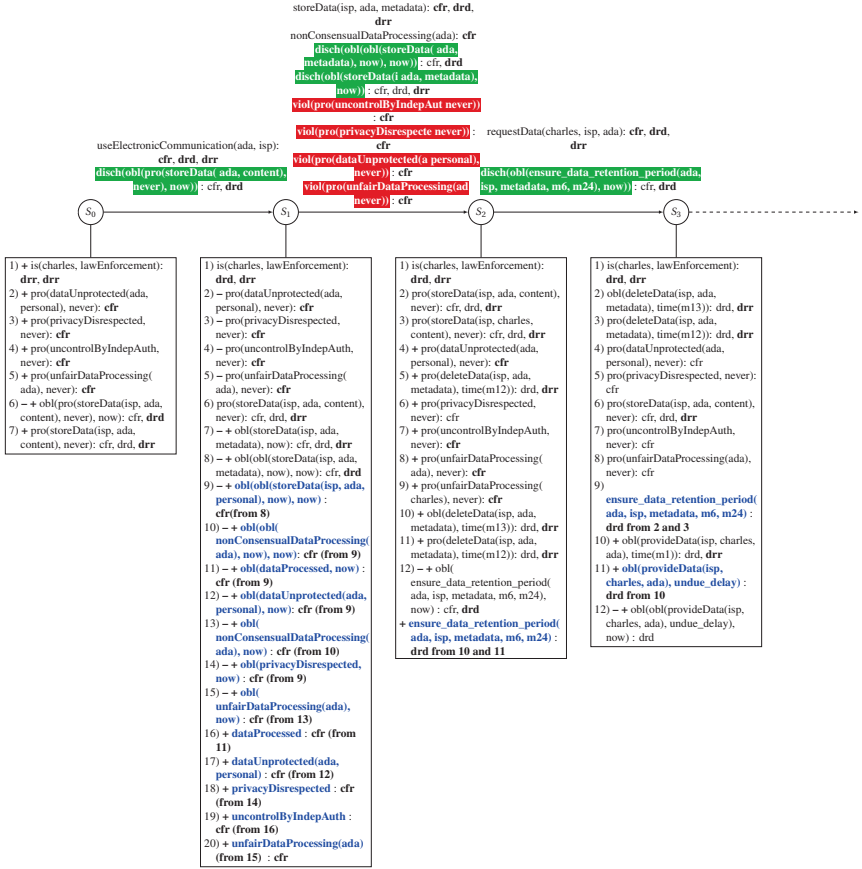 storeData(isp, ada, metadata): cfr, drd,
drr
nonConsensualDataProcessing(ada): cfr
disch(obl(obl(storeData( ada,
metadata), now), now)) : cfr, drd
disch(obl(storeData(i ada, metadata),
now)) : cfr, drd, drr
viol(pro(uncontrolByIndepAut never))
: cfr
viol(pro(privacyDisrespecte never)) :
cfr
viol(pro(dataUnprotected(a personal),
never)) : cfr
viol(pro(unfairDataProcessing(ad
never)) : cfr
useElectronicCommunication(ada, isp):
cfr, drd, drr
disch(obl(pro(storeData( ada, content),
never), now)) : cfr, drd
requestData(charles, isp, ada): cfr, drd,
drr
disch(obl(ensure_data_retention_period(ada,
isp, metadata, m6, m24), now)) : cfr, drd
S0
S1
S2
S3
1) + is(charles, lawEnforcement):
drr, drr
2) + pro(dataUnprotected(ada,
personal), never): cfr
3) + pro(privacyDisrespected,
never): cfr
4) + pro(uncontrolByIndepAuth,
never): cfr
5) + pro(unfairDataProcessing(
ada), never): cfr
6) − + obl(pro(storeData(isp, ada,
content), never), now): cfr, drd
7) + pro(storeData(isp, ada,
content), never): cfr, drd, drr
1) is(charles, lawEnforcement):
drd, drr
2) − pro(dataUnprotected(ada,
personal), never): cfr
3) − pro(privacyDisrespected,
never): cfr
4) − pro(uncontrolByIndepAuth,
never): cfr
5) − pro(unfairDataProcessing(
ada), never): cfr
6) pro(storeData(isp, ada, content),
never): cfr, drd, drr
7) − + obl(storeData(isp, ada,
metadata), now): cfr, drd, drr
8) − + obl(obl(storeData(isp, ada,
metadata), now), now): cfr, drd
9) − + obl(obl(storeData(isp, ada,
personal), now), now) :
cfr(from 8)
10) − + obl(obl(
nonConsensualDataProcessing(
ada), now), now): cfr (from 9)
11) − + obl(dataProcessed, now) :
cfr (from 9)
12) − + obl(dataUnprotected(ada,
personal), now): cfr (from 9)
13) − + obl(
nonConsensualDataProcessing(
ada), now) : cfr (from 10)
14) − + obl(privacyDisrespected,
now) : cfr (from 9)
15) − + obl(
unfairDataProcessing(ada),
now) : cfr (from 13)
16) + dataProcessed : cfr (from
11)
17) + dataUnprotected(ada,
personal) : cfr (from 12)
18) + privacyDisrespected : cfr
(from 14)
19) + uncontrolByIndepAuth :
cfr (from 16)
20) + unfairDataProcessing(ada)
(from 15) : cfr
1) is(charles, lawEnforcement):
drd, drr
2) pro(storeData(isp, ada, content),
never): cfr, drd, drr
3) pro(storeData(isp, charles,
content), never): cfr, drd, drr
4) + pro(dataUnprotected(ada,
personal), never): cfr
5) + pro(deleteData(isp, ada,
metadata), time(m12)): drd, drr
6) + pro(privacyDisrespected,
never): cfr
7) + pro(uncontrolByIndepAuth,
never): cfr
8) + pro(unfairDataProcessing(
ada), never): cfr
9) + pro(unfairDataProcessing(
charles), never): cfr
10) + obl(deleteData(isp, ada,
metadata), time(m13)): drd, drr
11) + pro(deleteData(isp, ada,
metadata), time(m12)): drd, drr
12) − + obl(
ensure_data_retention_period(
ada, isp, metadata, m6, m24),
now) : cfr, drd
+ ensure_data_retention_period(
ada, isp, metadata, m6, m24) :
drd from 10 and 11
1) is(charles, lawEnforcement):
drd, drr
2) obl(deleteData(isp, ada,
metadata), time(m13)): drd, drr
3) pro(deleteData(isp, ada,
metadata), time(m12)): drd, drr
4) pro(dataUnprotected(ada,
personal), never): cfr
5) pro(privacyDisrespected, never):
cfr
6) pro(storeData(isp, ada, content),
never): cfr, drd, drr
7) pro(uncontrolByIndepAuth,
never): cfr
8) pro(unfairDataProcessing(ada),
never): cfr
9)
ensure_data_retention_period(
ada, isp, metadata, m6, m24) :
drd from 2 and 3
10) + obl(provideData(isp, charles,
ada), time(m1)): drd, drr
11) + obl(provideData(isp,
charles, ada), undue_delay) :
drd from 10
12) − + obl(obl(provideData(isp,
charles, ada), undue_delay),
now) : drd